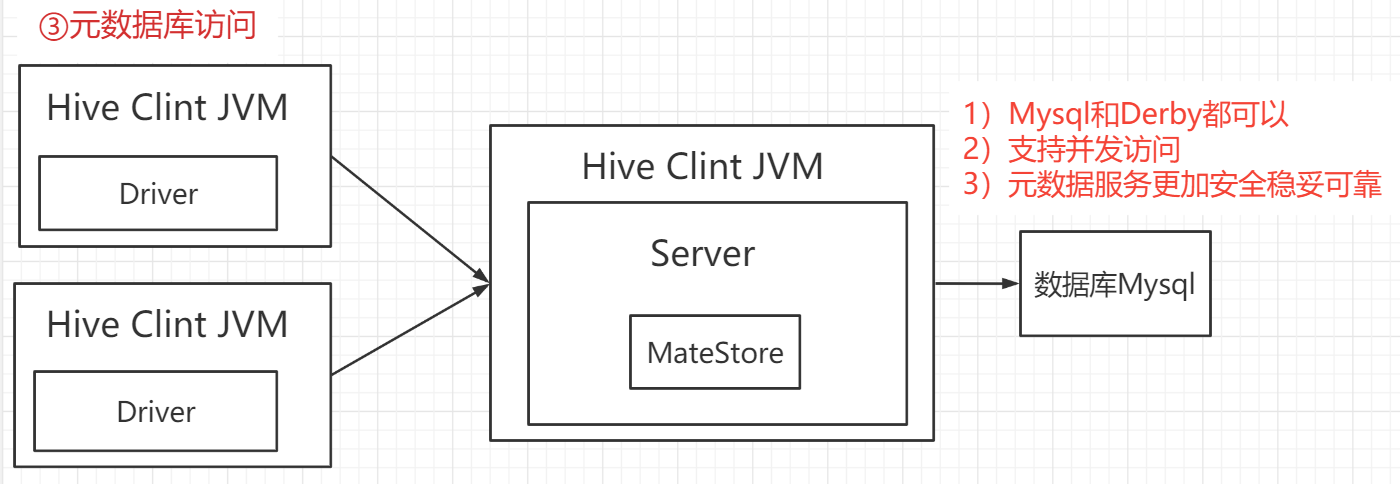 ③元数据库访问
Hive Clint JVM
Driver
Hive Clint JVM
Driver
Hive Clint JVM
Server
MateStore
1）Mysql和Derby都可以
2）支持并发访问
3）元数据服务更加安全稳妥可靠
数据库Mysql